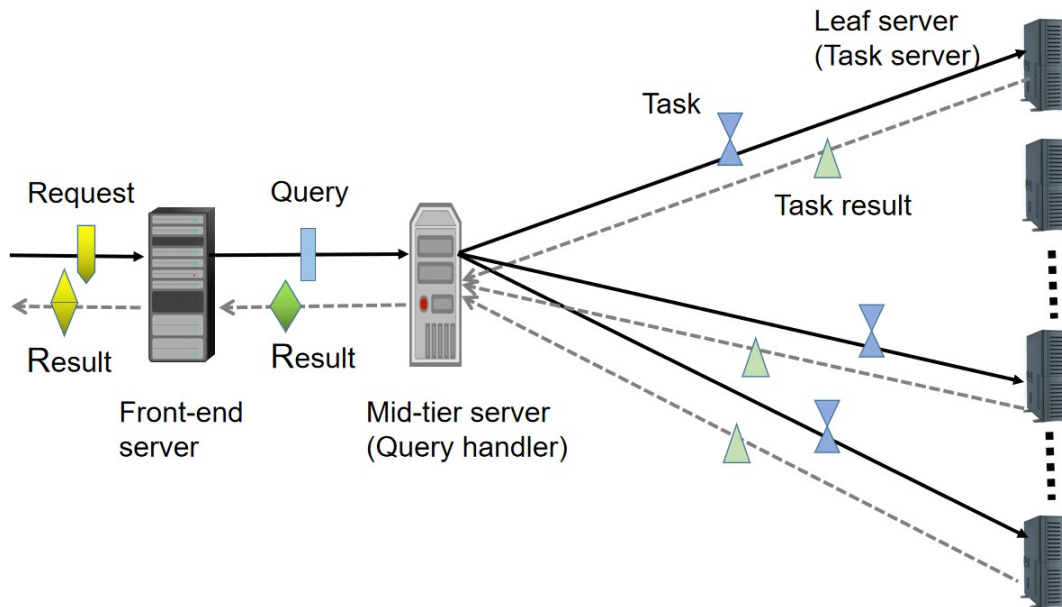 Leaf server
(Task server)
Task
Request
Query
Task result
Result
Result
Front-end
server
Mid-tier server
(Query handler)